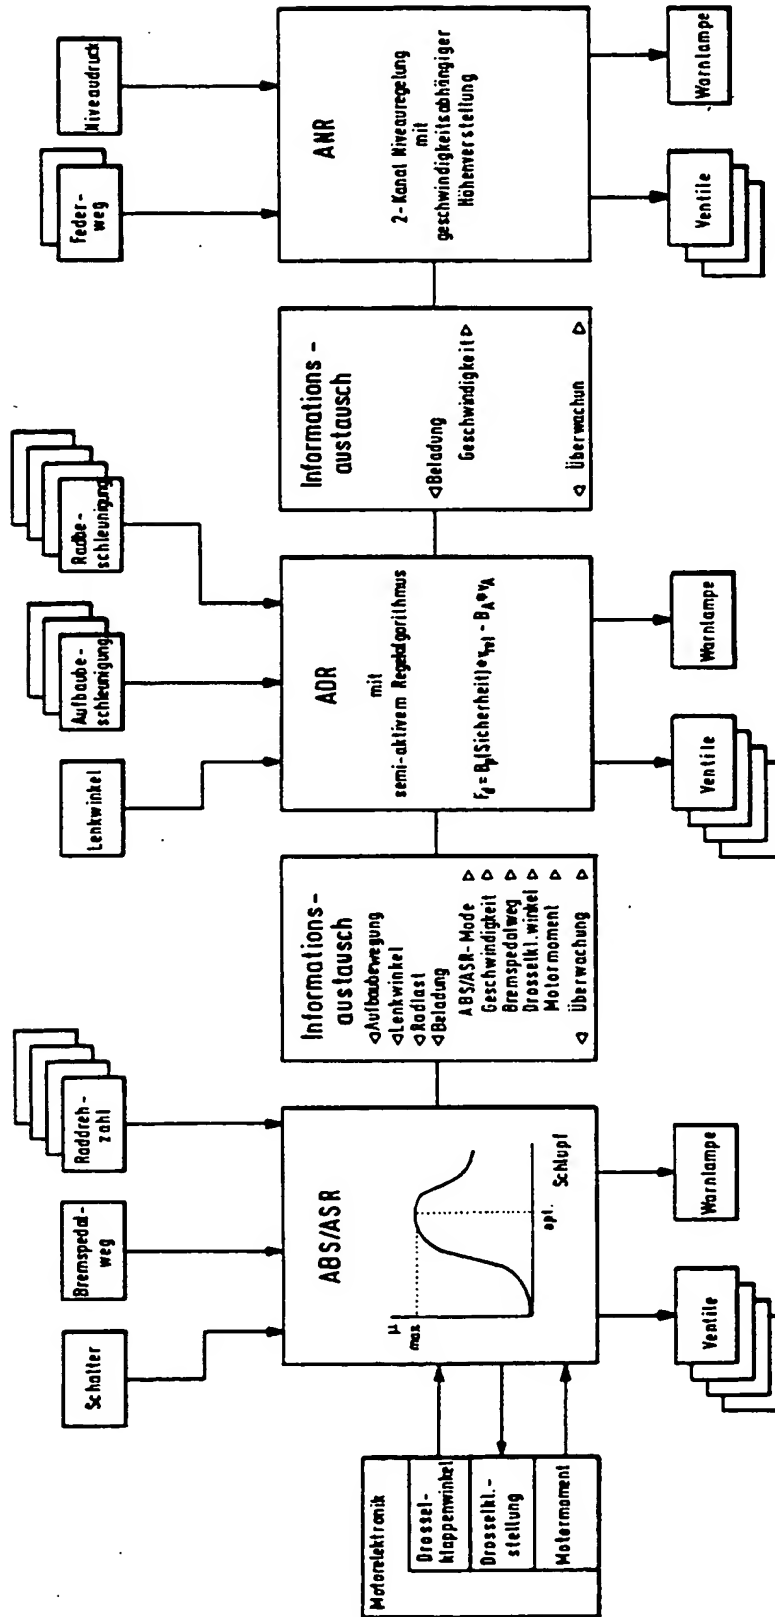 Schalter
Bremspedal-
weg
Raddreh-
zahl
Motorelektronik
Drossel-
klappenwinkel
Drosselkl.-
stellung
Motormoment
ABS/ASR
μ
max
opt.
Schlupf
Ventile
Warnlampe
Informations-
austausch
◁Aufbaubewegung
◁Lenkwinkel
◁Radlast
◁Beladung
ABS/ASR-Mode ▷
Geschwindigkeit ▷
Bremspedalweg ▷
Drosselkl.winkel ▷
Motormoment ▷
◁ Überwachung ▷
Lenkwinkel
Aufbaube-
schleunigung
Radbe-
schleunigung
ADR
mit
semi-aktivem Regelalgorithmus
Ventile
Warnlampe
Informations-
austausch
◁Beladung
Geschwindigkeit▷
◁ Überwachun ▷
Feder-
weg
Niveaudruck
ANR
2-Kanal Niveauregelung
mit
geschwindigkeitsabhängiger
Höhenverstellung
Ventile
Warnlampe